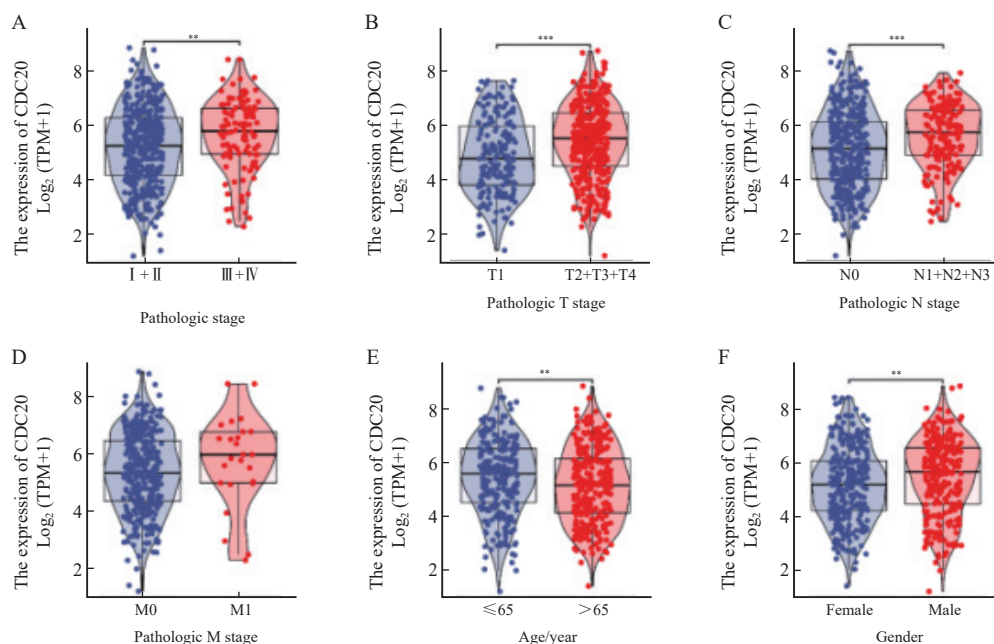 A
The expression of CDC20
Log₂ (TPM+1)
8
6
4
2
**
Ⅰ+Ⅱ
Ⅲ+Ⅳ
Pathologic stage
B
The expression of CDC20
Log₂ (TPM+1)
8
6
4
2
***
T1
T2+T3+T4
Pathologic T stage
C
The expression of CDC20
Log₂ (TPM+1)
8
6
4
2
***
N0
N1+N2+N3
Pathologic N stage
D
The expression of CDC20
Log₂ (TPM+1)
8
6
4
2
M0
M1
Pathologic M stage
E
The expression of CDC20
Log₂ (TPM+1)
8
6
4
2
**
≤65
>65
Age/year
F
The expression of CDC20
Log₂ (TPM+1)
8
6
4
2
**
Female
Male
Gender